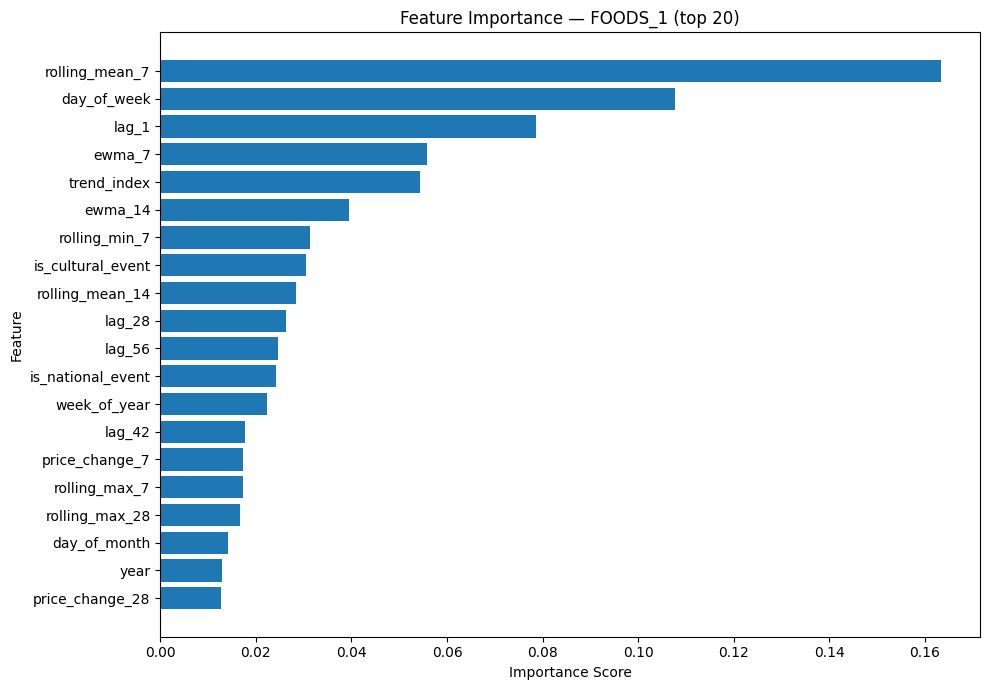 Feature Importance — FOODS_1 (top 20)
Feature
rolling_mean_7
day_of_week
lag_1
ewma_7
trend_index
ewma_14
rolling_min_7
is_cultural_event
rolling_mean_14
lag_28
lag_56
is_national_event
week_of_year
lag_42
price_change_7
rolling_max_7
rolling_max_28
day_of_month
year
price_change_28
0.00 0.02 0.04 0.06 0.08 0.10 0.12 0.14 0.16
Importance Score